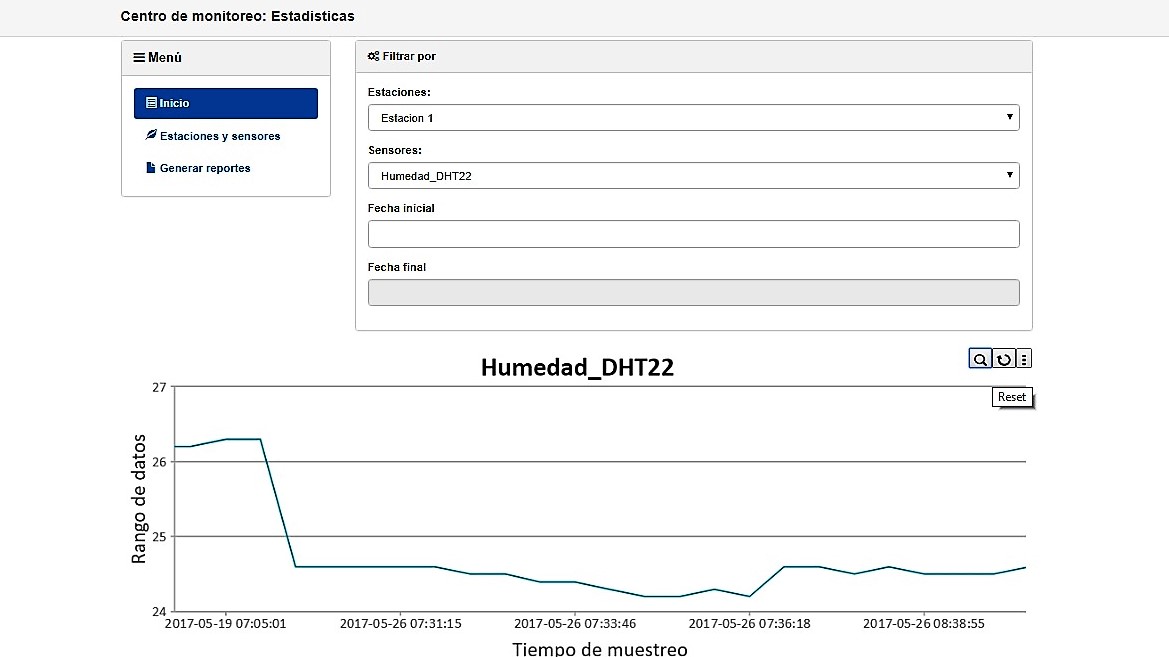 Centro de monitoreo: Estadisticas
Menú
Inicio
Estaciones y sensores
Generar reportes
Filtrar por
Estaciones:
Estacion 1
Sensores:
Humedad_DHT22
Fecha inicial
Fecha final
Humedad_DHT22
Reset
27
26
25
24
Rango de datos
2017-05-19 07:05:01 2017-05-26 07:31:15 2017-05-26 07:33:46 2017-05-26 07:36:18 2017-05-26 08:38:55
Tiempo de muestreo